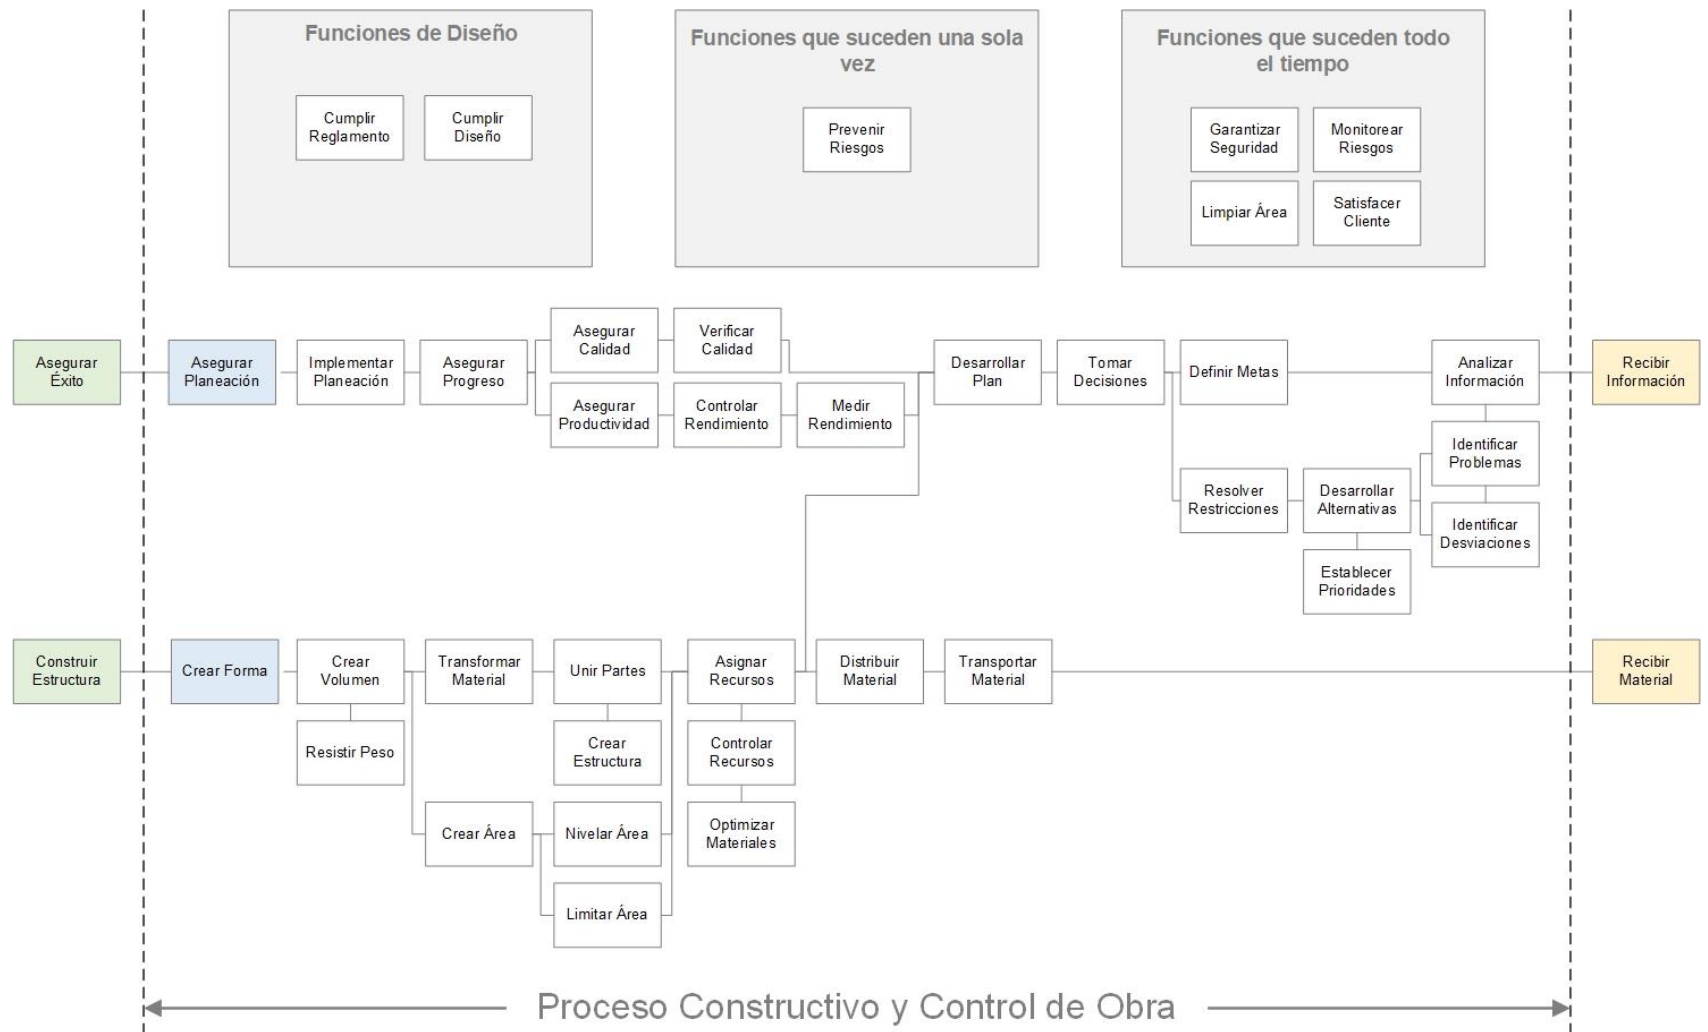 Funciones de Diseño
Cumplir
Reglamento
Cumplir
Diseño
Funciones que suceden una sola
vez
Prevenir
Riesgos
Funciones que suceden todo
el tiempo
Garantizar
Seguridad
Monitorear
Riesgos
Limpiar Área
Satisfacer
Cliente
Asegurar
Éxito
Asegurar
Planeación
Implementar
Planeación
Asegurar
Progreso
Asegurar
Calidad
Verificar
Calidad
Asegurar
Productividad
Controlar
Rendimiento
Medir
Rendimiento
Desarrollar
Plan
Tomar
Decisiones
Definir Metas
Analizar
Información
Recibir
Información
Identificar
Problemas
Resolver
Restricciones
Desarrollar
Alternativas
Identificar
Desviaciones
Establecer
Prioridades
Construir
Estructura
Crear Forma
Crear
Volumen
Transformar
Material
Unir Partes
Asignar
Recursos
Distribuir
Material
Transportar
Material
Recibir
Material
Resistir Peso
Crear
Estructura
Controlar
Recursos
Crear Área
Nivelar Área
Optimizar
Materiales
Limitar Área
Proceso Constructivo y Control de Obra